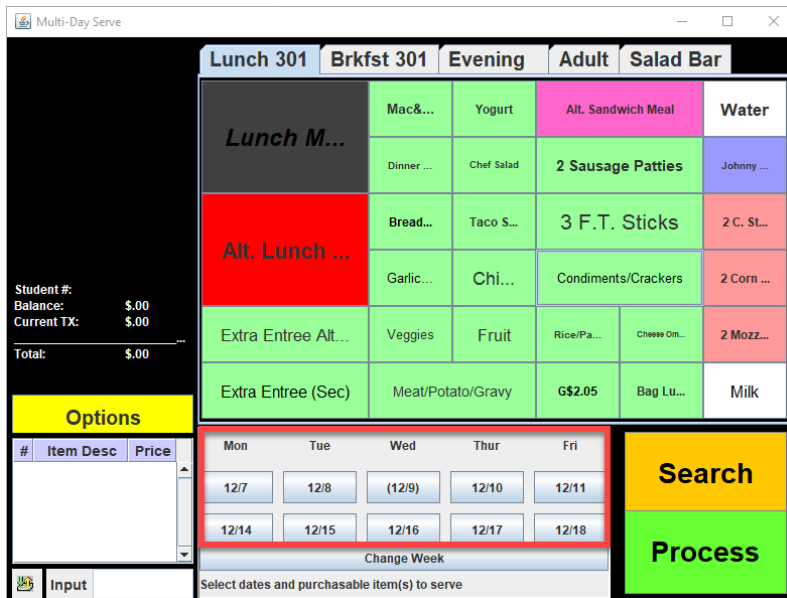 Multi-Day Serve
Lunch 301 Brkfst 301 Evening Adult Salad Bar
Lunch M... Mac&... Yogurt Alt. Sandwich Meal Water
Dinner ... Chef Salad 2 Sausage Patties Johnny ...
Alt. Lunch ... Bread... Taco S... 3 F.T. Sticks 2 C. St...
Garlic... Chi... Condiments/Crackers 2 Corn ...
Extra Entree Alt... Veggies Fruit Rice/Pa... Cheese Om... 2 Mozz...
Extra Entree (Sec) Meat/Potato/Gravy G$2.05 Bag Lu... Milk
Student #:
Balance: $.00
Current TX: $.00
...
Total: $.00
Options
# Item Desc Price
Input
Mon Tue Wed Thur Fri
12/7 12/8 (12/9) 12/10 12/11
12/14 12/15 12/16 12/17 12/18
Change Week
Select dates and purchasable item(s) to serve
Search
Process